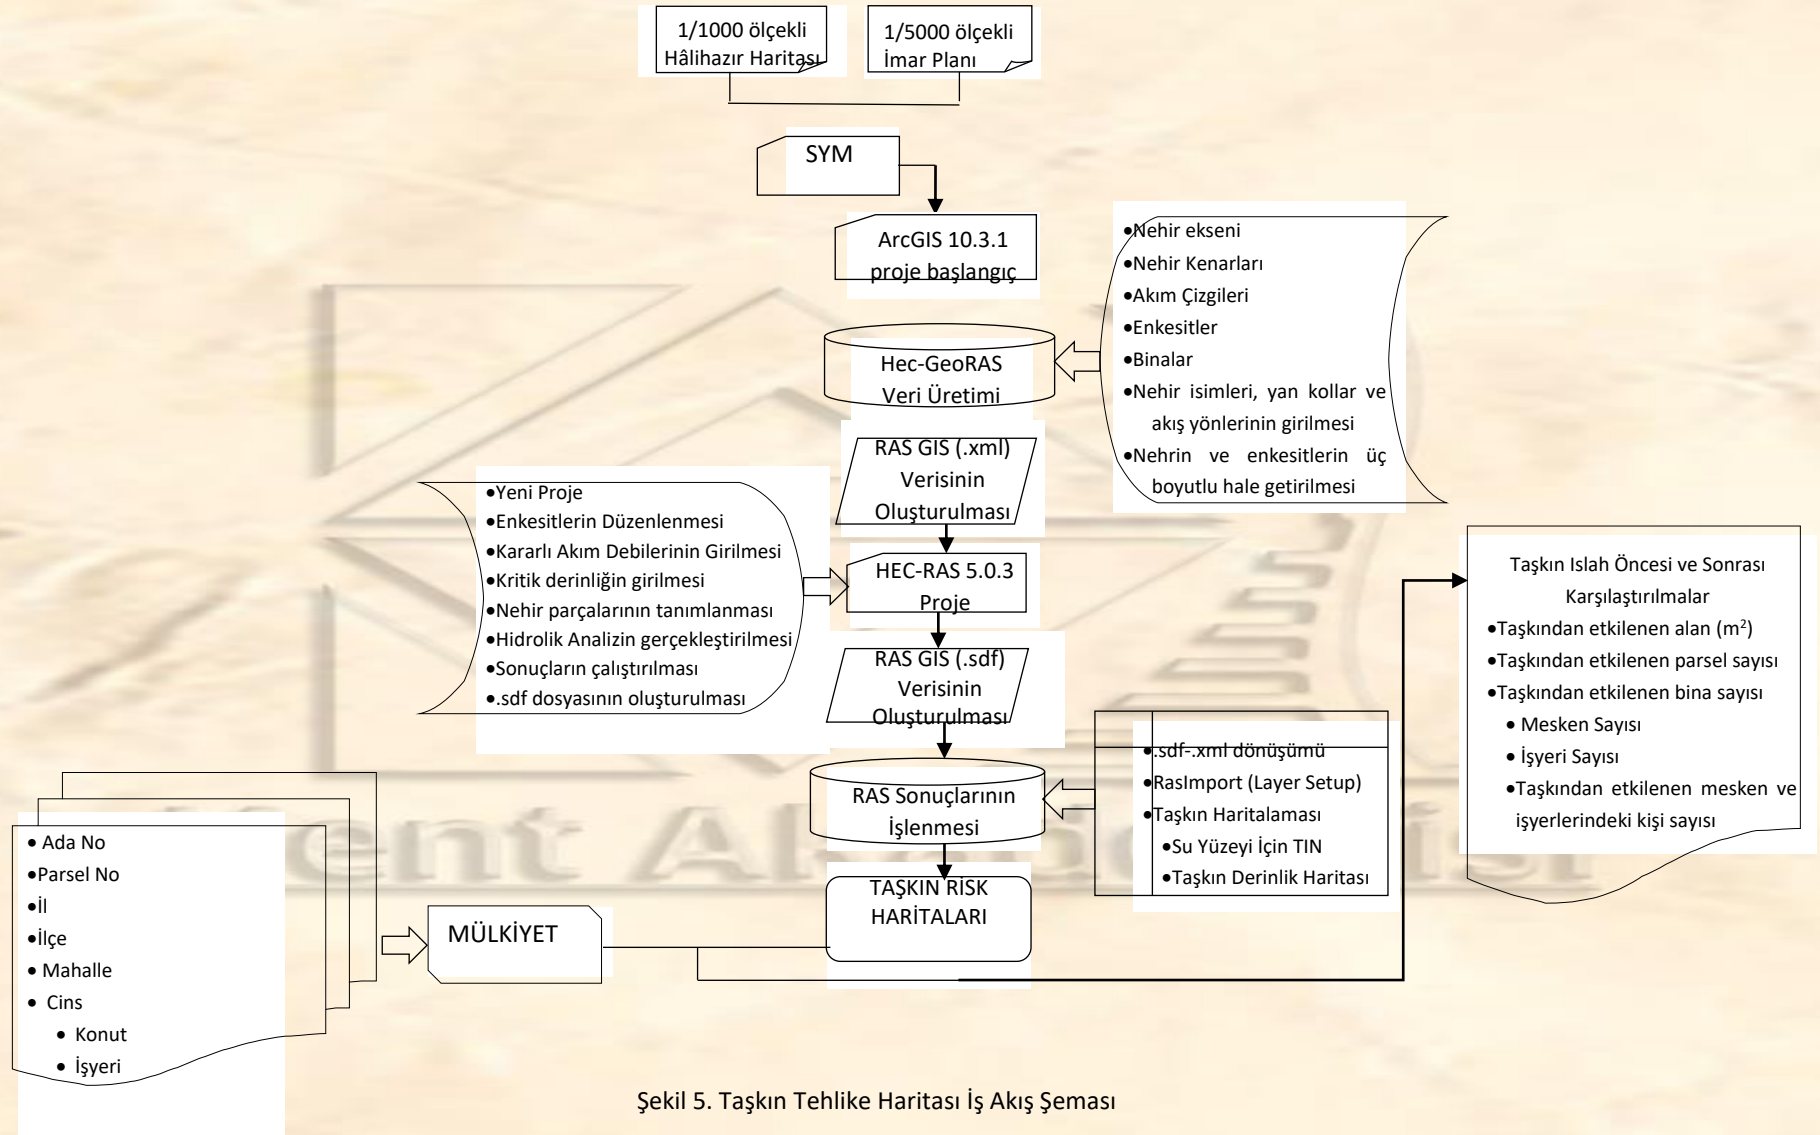 1/1000 ölçekli
Hâlihazır Haritası
1/5000 ölçekli
İmar Planı
SYM
ArcGIS 10.3.1
proje başlangıç
•Nehir ekseni
•Nehir Kenarları
•Akım Çizgileri
•Enkesitler
•Binalar
•Nehir isimleri, yan kollar ve
akış yönlerinin girilmesi
•Nehrin ve enkesitlerin üç
boyutlu hale getirilmesi
Hec-GeoRAS
Veri Üretimi
RAS GIS (.xml)
Verisinin
Oluşturulması
•Yeni Proje
•Enkesitlerin Düzenlenmesi
•Kararlı Akım Debilerinin Girilmesi
•Kritik derinliğin girilmesi
•Nehir parçalarının tanımlanması
•Hidrolik Analizin gerçekleştirilmesi
•Sonuçların çalıştırılması
•.sdf dosyasının oluşturulması
HEC-RAS 5.0.3
Proje
RAS GIS (.sdf)
Verisinin
Oluşturulması
Taşkın Islah Öncesi ve Sonrası
Karşılaştırılmalar
•Taşkından etkilenen alan (m²)
•Taşkından etkilenen parsel sayısı
•Taşkından etkilenen bina sayısı
• Mesken Sayısı
• İşyeri Sayısı
•Taşkından etkilenen mesken ve
işyerlerindeki kişi sayısı
•.sdf-.xml dönüşümü
•RasImport (Layer Setup)
•Taşkın Haritalaması
•Su Yüzeyi İçin TIN
•Taşkın Derinlik Haritası
RAS Sonuçlarının
İşlenmesi
TAŞKIN RİSK
HARİTALARI
• Ada No
•Parsel No
•İl
•İlçe
• Mahalle
• Cins
• Konut
• İşyeri
MÜLKİYET
Kent Akademisi
Şekil 5. Taşkın Tehlike Haritası İş Akış Şeması